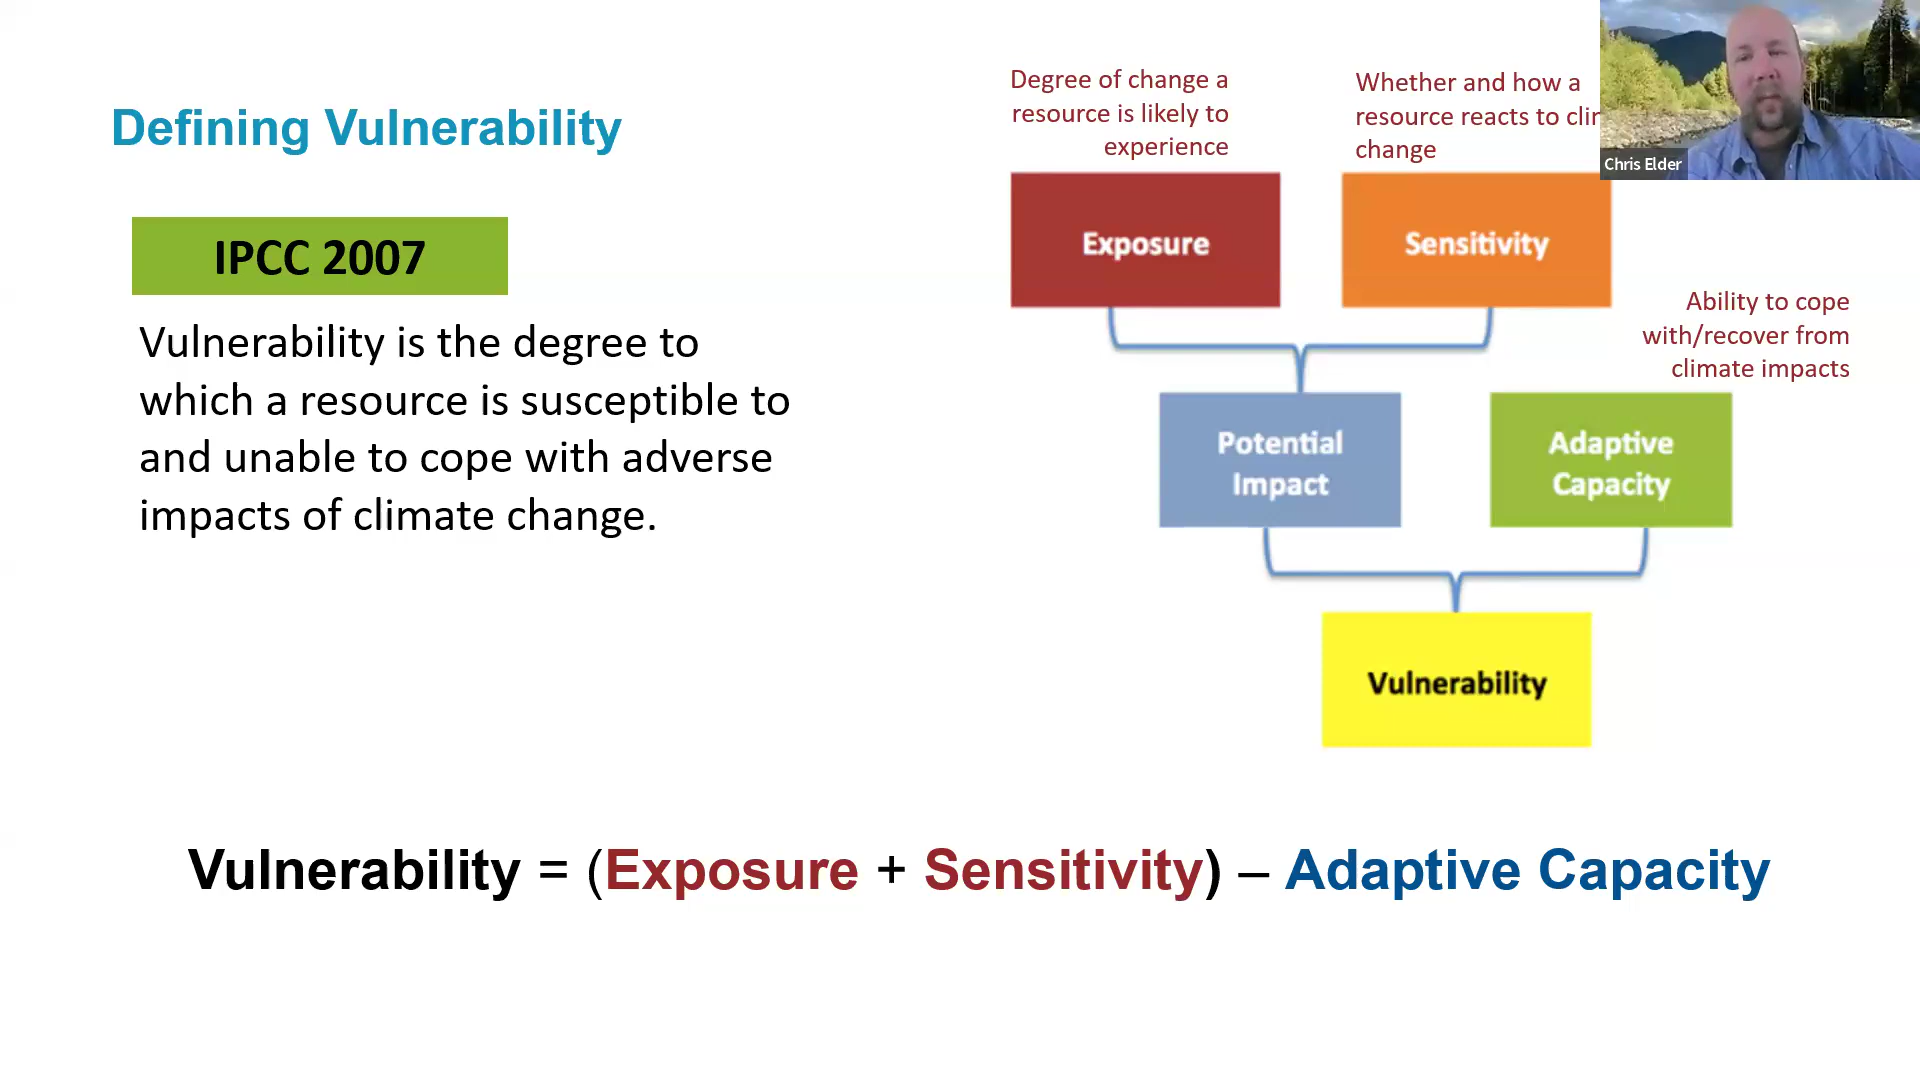 Defining Vulnerability
IPCC 2007
Vulnerability is the degree to
which a resource is susceptible to
and unable to cope with adverse
impacts of climate change.
Degree of change a
resource is likely to
experience
Whether and how a
resource reacts to
change
Chris Elder
Exposure
Sensitivity
Ability to cope
with/recover from
climate impacts
Potential
Impact
Adaptive
Capacity
Vulnerability
Vulnerability = (Exposure + Sensitivity) – Adaptive Capacity